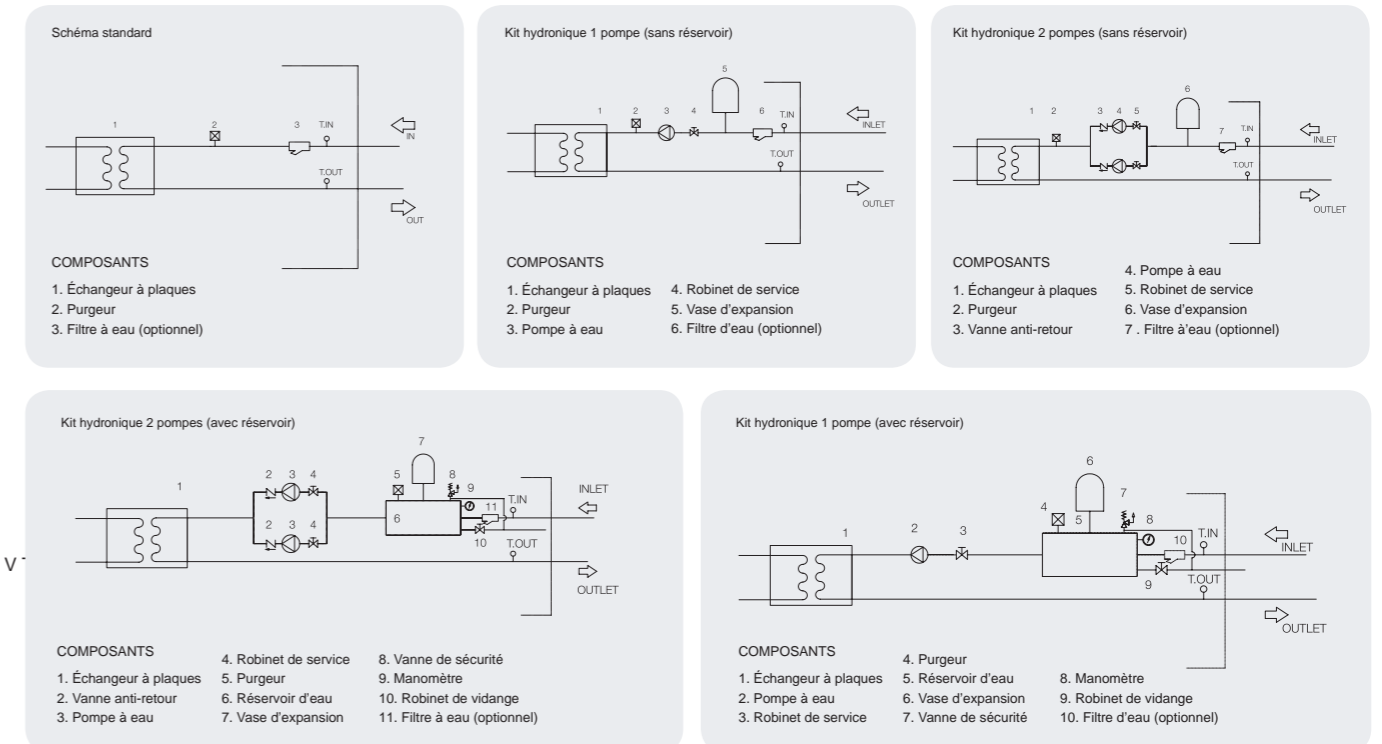 Schéma standard
1
2
3
T.IN
IN
T.OUT
OUT
COMPOSANTS
1. Échangeur à plaques
2. Purgeur
3. Filtre à eau (optionnel)
Kit hydronique 1 pompe (sans réservoir)
5
1
2
3
4
6
T.IN
INLET
T.OUT
OUTLET
COMPOSANTS
1. Échangeur à plaques
2. Purgeur
3. Pompe à eau
4. Robinet de service
5. Vase d'expansion
6. Filtre d'eau (optionnel)
Kit hydronique 2 pompes (sans réservoir)
6
1
2
3
4
5
7
T.IN
INLET
T.OUT
OUTLET
COMPOSANTS
1. Échangeur à plaques
2. Purgeur
3. Vanne anti-retour
4. Pompe à eau
5. Robinet de service
6. Vase d'expansion
7 . Filtre à'eau (optionnel)
Kit hydronique 2 pompes (avec réservoir)
7
1
2 3 4
5
8
9
6
11
T.IN
INLET
2 3 4
10
T.OUT
OUTLET
V
COMPOSANTS
1. Échangeur à plaques
2. Vanne anti-retour
3. Pompe à eau
4. Robinet de service
5. Purgeur
6. Réservoir d'eau
7. Vase d'expansion
8. Vanne de sécurité
9. Manomètre
10. Robinet de vidange
11. Filtre à eau (optionnel)
Kit hydronique 1 pompe (avec réservoir)
6
1
2
3
4
5
7
8
10
T.IN
INLET
9
T.OUT
OUTLET
COMPOSANTS
1. Échangeur à plaques
2. Pompe à eau
3. Robinet de service
4. Purgeur
5. Réservoir d'eau
6. Vase d'expansion
7. Vanne de sécurité
8. Manomètre
9. Robinet de vidange
10. Filtre d'eau (optionnel)